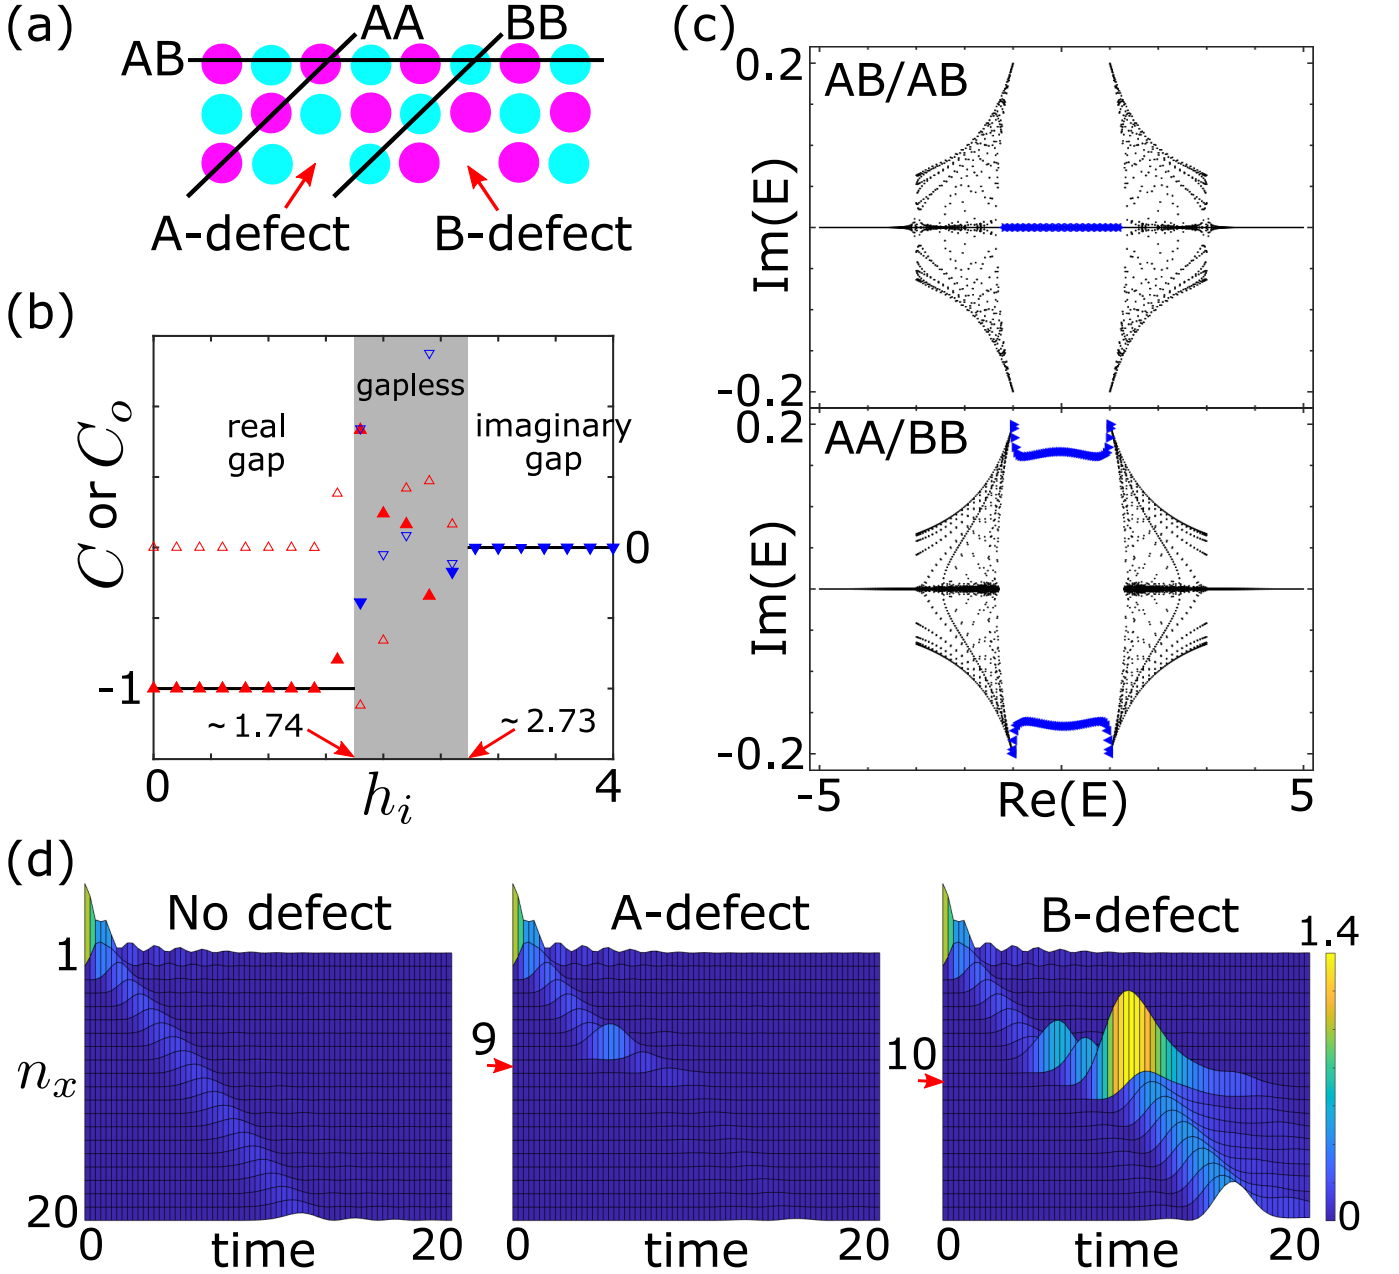 (a)
AA
BB
AB
A-defect
B-defect
(b)
C or C_o
real
gap
gapless
imaginary
gap
0
-1
~1.74
~2.73
0
h_i
4
(c)
0.2
AB/AB
Im(E)
-0.2
0.2
AA/BB
Im(E)
-0.2
-5
Re(E)
5
(d)
No defect
1
n_x
20
0
time
20
A-defect
9
0
time
20
B-defect
10
0
time
20
1.4
0